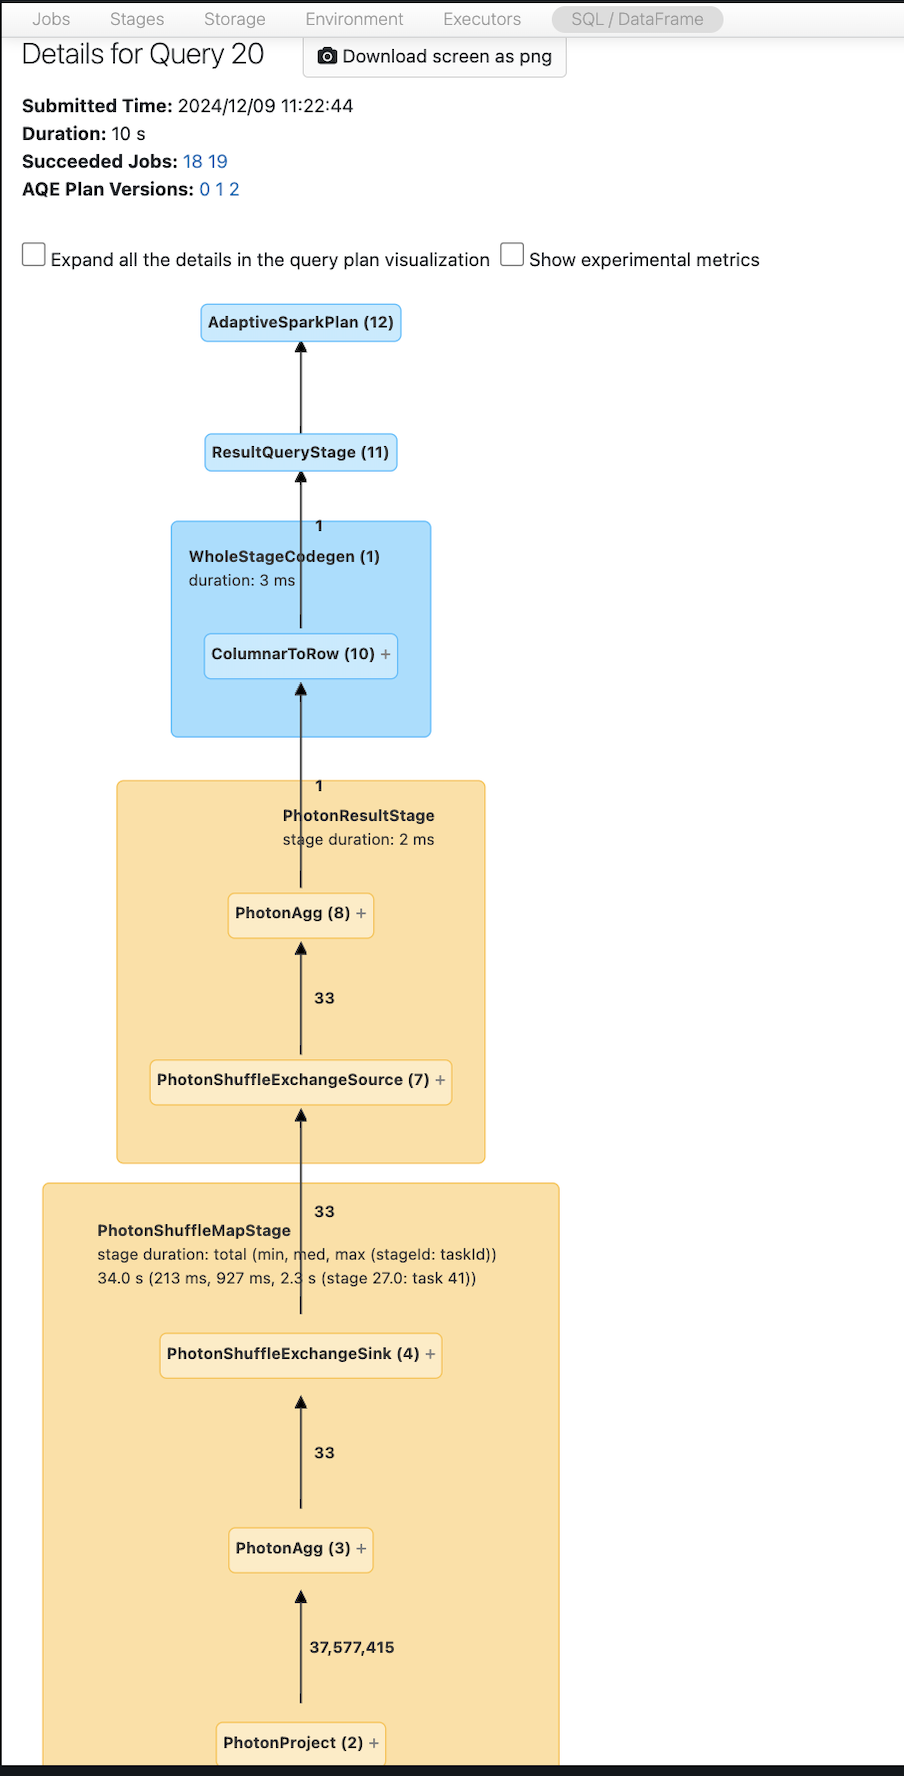 Jobs Stages Storage Environment Executors SQL / DataFrame
Details for Query 20
Download screen as png
Submitted Time: 2024/12/09 11:22:44
Duration: 10 s
Succeeded Jobs: 18 19
AQE Plan Versions: 0 1 2
Expand all the details in the query plan visualization Show experimental metrics
AdaptiveSparkPlan (12)
ResultQueryStage (11)
1
WholeStageCodegen (1)
duration: 3 ms
ColumnarToRow (10) +
1
PhotonResultStage
stage duration: 2 ms
PhotonAgg (8) +
33
PhotonShuffleExchangeSource (7) +
33
PhotonShuffleMapStage
stage duration: total (min, med, max (stageId: taskId))
34.0 s (213 ms, 927 ms, 2.3 s (stage 27.0: task 41))
PhotonShuffleExchangeSink (4) +
33
PhotonAgg (3) +
37,577,415
PhotonProject (2) +